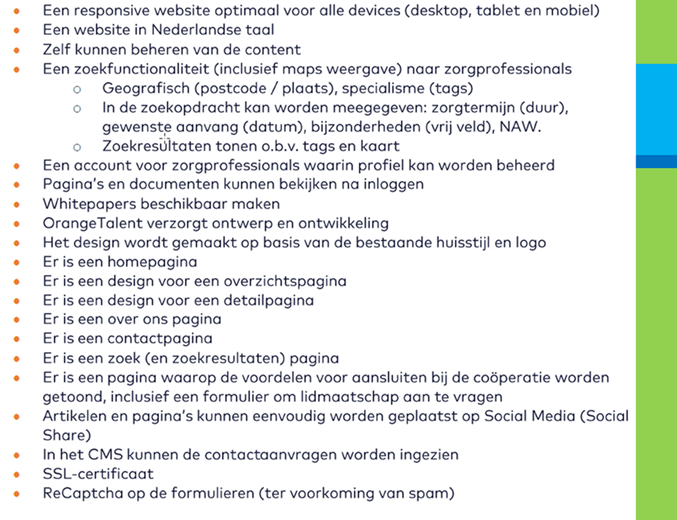 • Een responsive website optimaal voor alle devices (desktop, tablet en mobiel)
• Een website in Nederlandse taal
• Zelf kunnen beheren van de content
• Een zoekfunctionaliteit (inclusief maps weergave) naar zorgprofessionals
o Geografisch (postcode / plaats), specialisme (tags)
o In de zoekopdracht kan worden meegegeven: zorgtermijn (duur),
gewenste aanvang (datum), bijzonderheden (vrij veld), NAW.
o Zoekresultaten tonen o.b.v. tags en kaart
• Een account voor zorgprofessionals waarin profiel kan worden beheerd
• Pagina's en documenten kunnen bekijken na inloggen
• Whitepapers beschikbaar maken
• OrangeTalent verzorgt ontwerp en ontwikkeling
• Het design wordt gemaakt op basis van de bestaande huisstijl en logo
• Er is een homepagina
• Er is een design voor een overzichtspagina
• Er is een design voor een detailpagina
• Er is een over ons pagina
• Er is een contactpagina
• Er is een zoek (en zoekresultaten) pagina
• Er is een pagina waarop de voordelen voor aansluiten bij de coöperatie worden
getoond, inclusief een formulier om lidmaatschap aan te vragen
• Artikelen en pagina's kunnen eenvoudig worden geplaatst op Social Media (Social
Share)
• In het CMS kunnen de contactaanvragen worden ingezien
• SSL-certificaat
• ReCaptcha op de formulieren (ter voorkoming van spam)